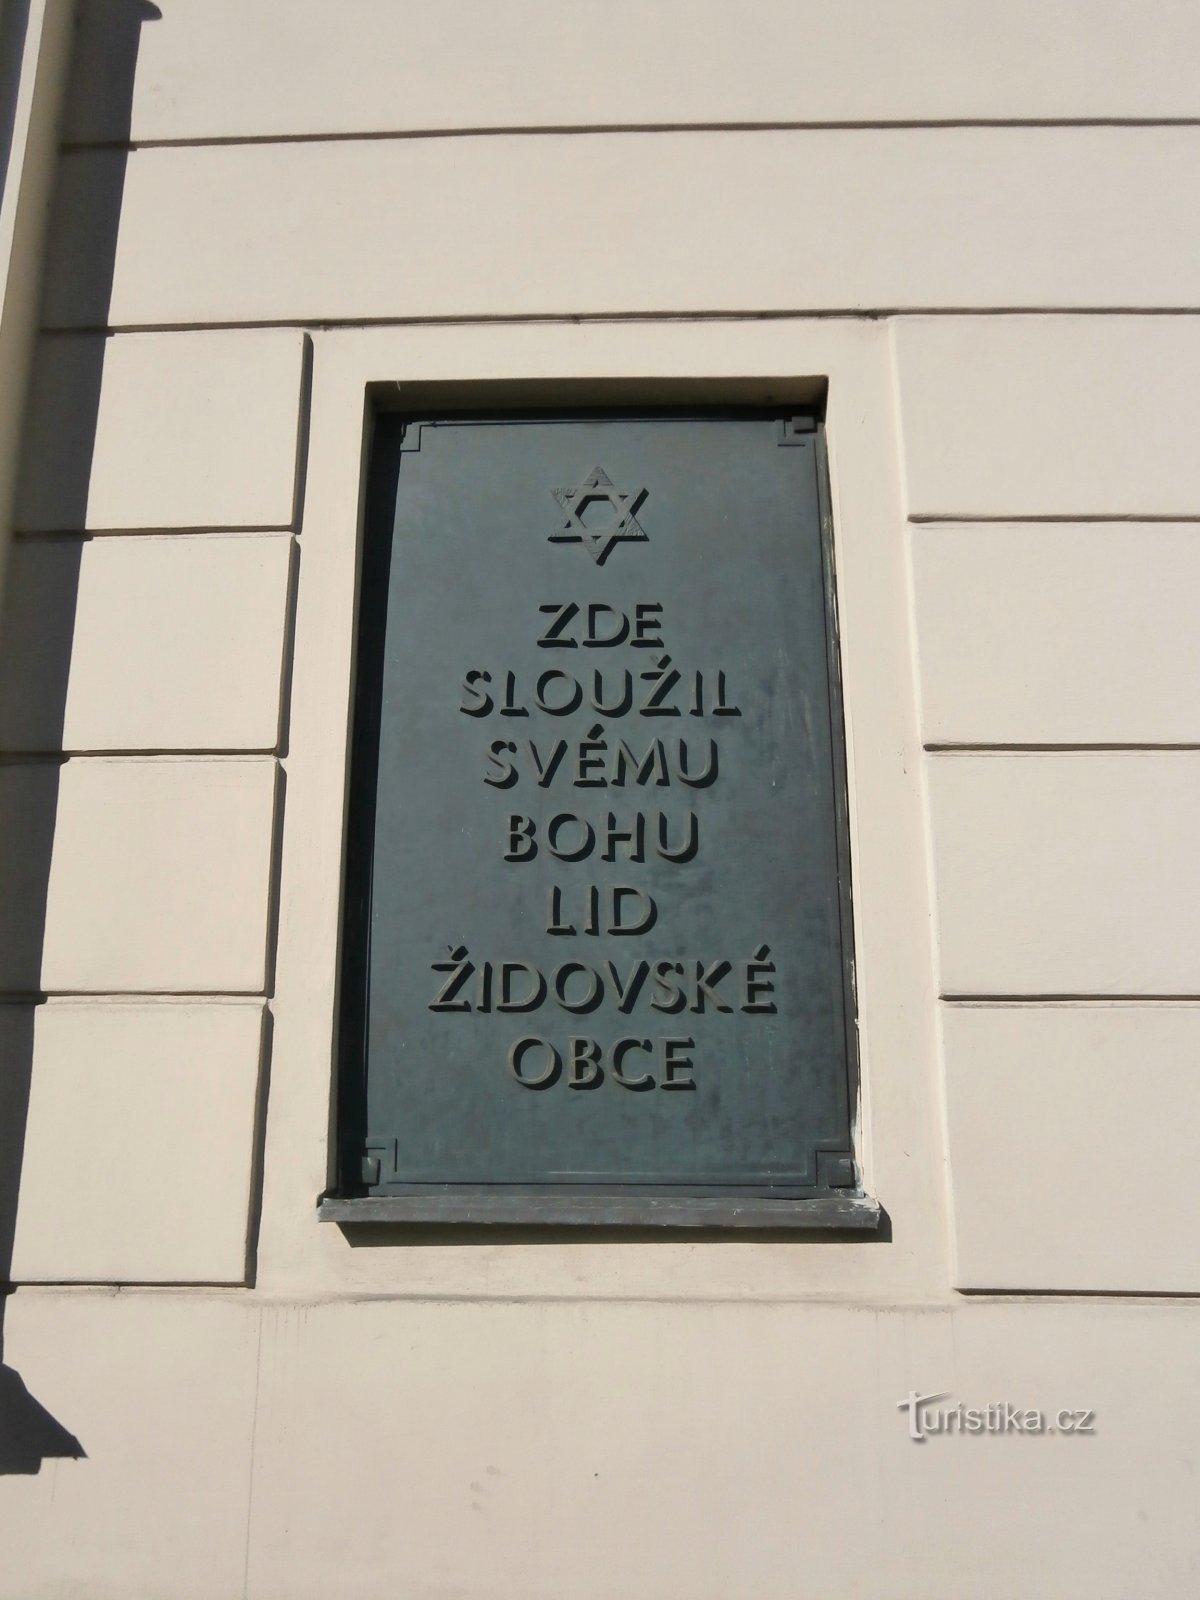 ZDE
SLOUŽIL
SVÉMU
BOHU
LID
ŽIDOVSKÉ
OBCE
Turistika.cz